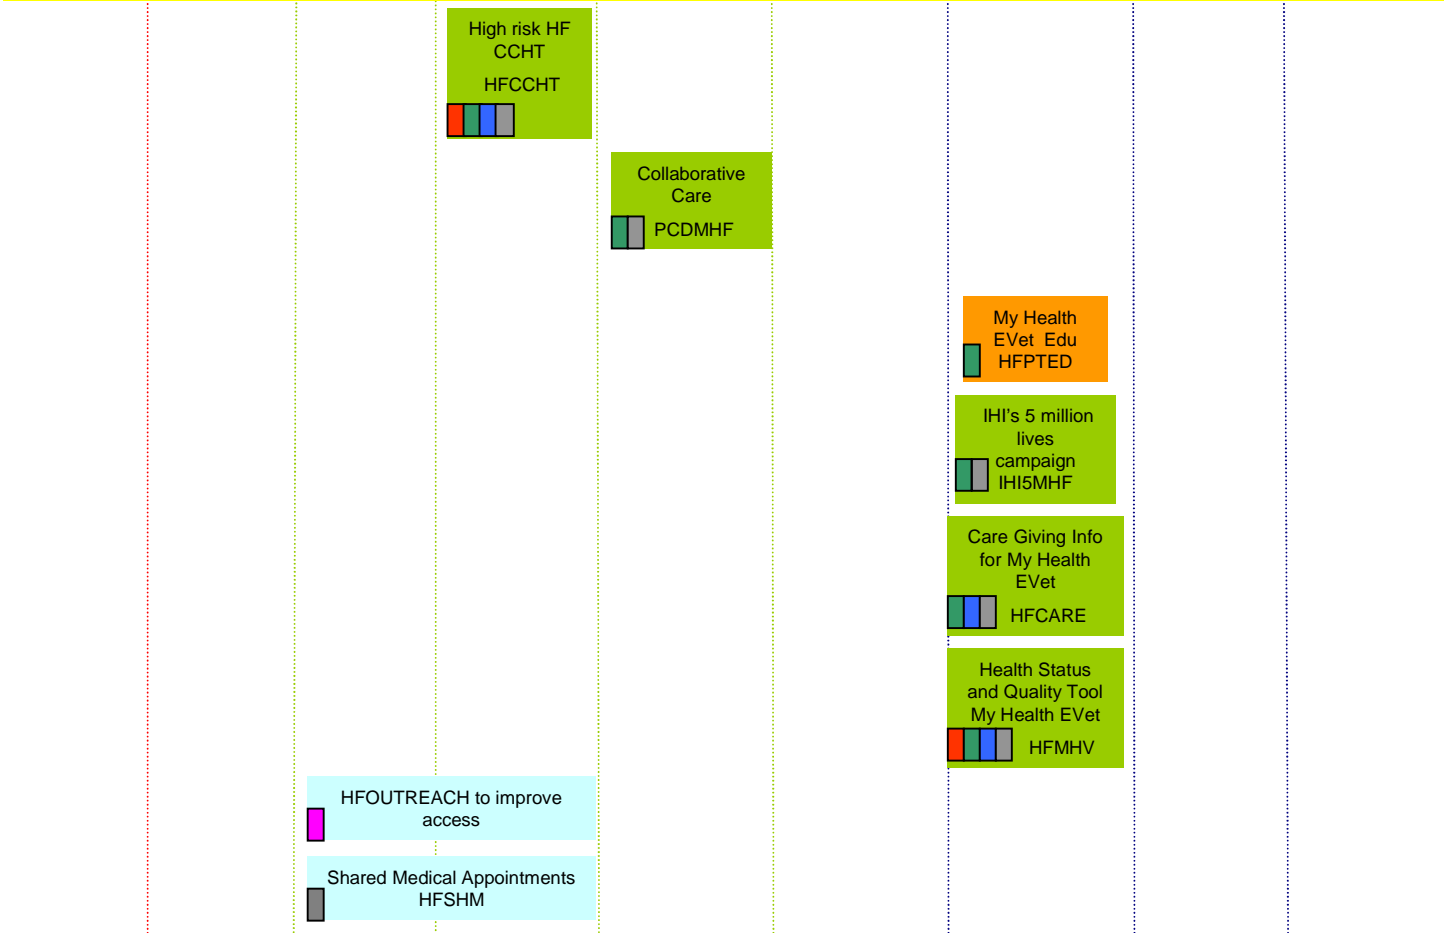 High risk HF
CCHT
HFCCHT
Collaborative
Care
PCDMHF
My Health
EVet Edu
HFPTED
IHI's 5 million
lives
campaign
IHI5MHF
Care Giving Info
for My Health
EVet
HFCARE
Health Status
and Quality Tool
My Health EVet
HFMHV
HFOUTREACH to improve
access
Shared Medical Appointments
HFSHM